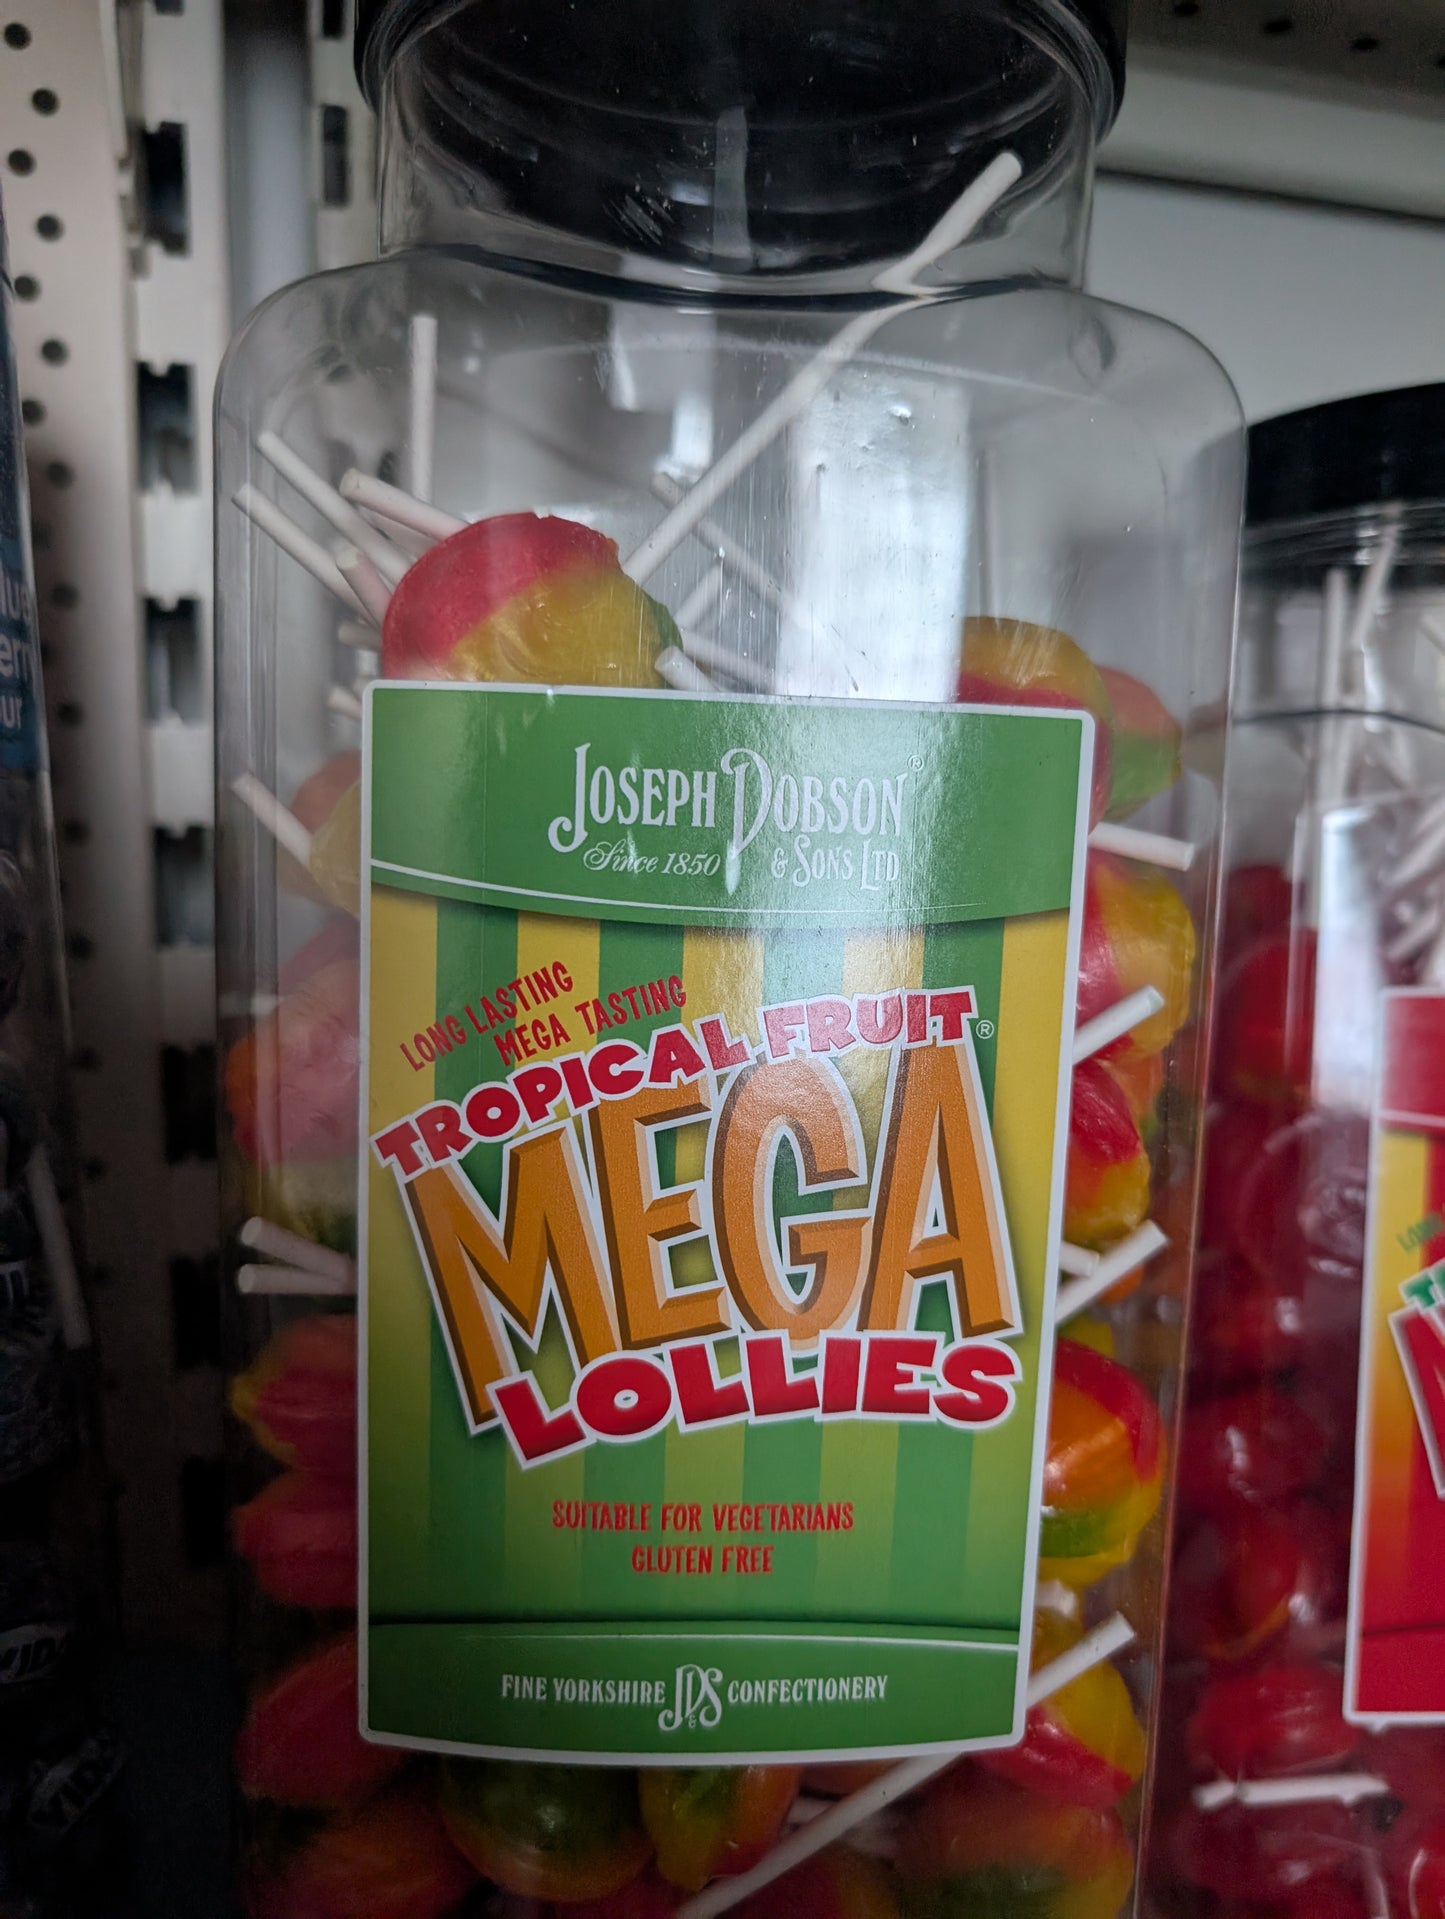 JOSEPH DOBSON®
Since 1850 & SONS LTD
LONG LASTING
MEGA TASTING
TROPICAL FRUIT®
MEGA
LOLLIES
SUITABLE FOR VEGETARIANS
GLUTEN FREE
FINE YORKSHIRE JD&S CONFECTIONERY